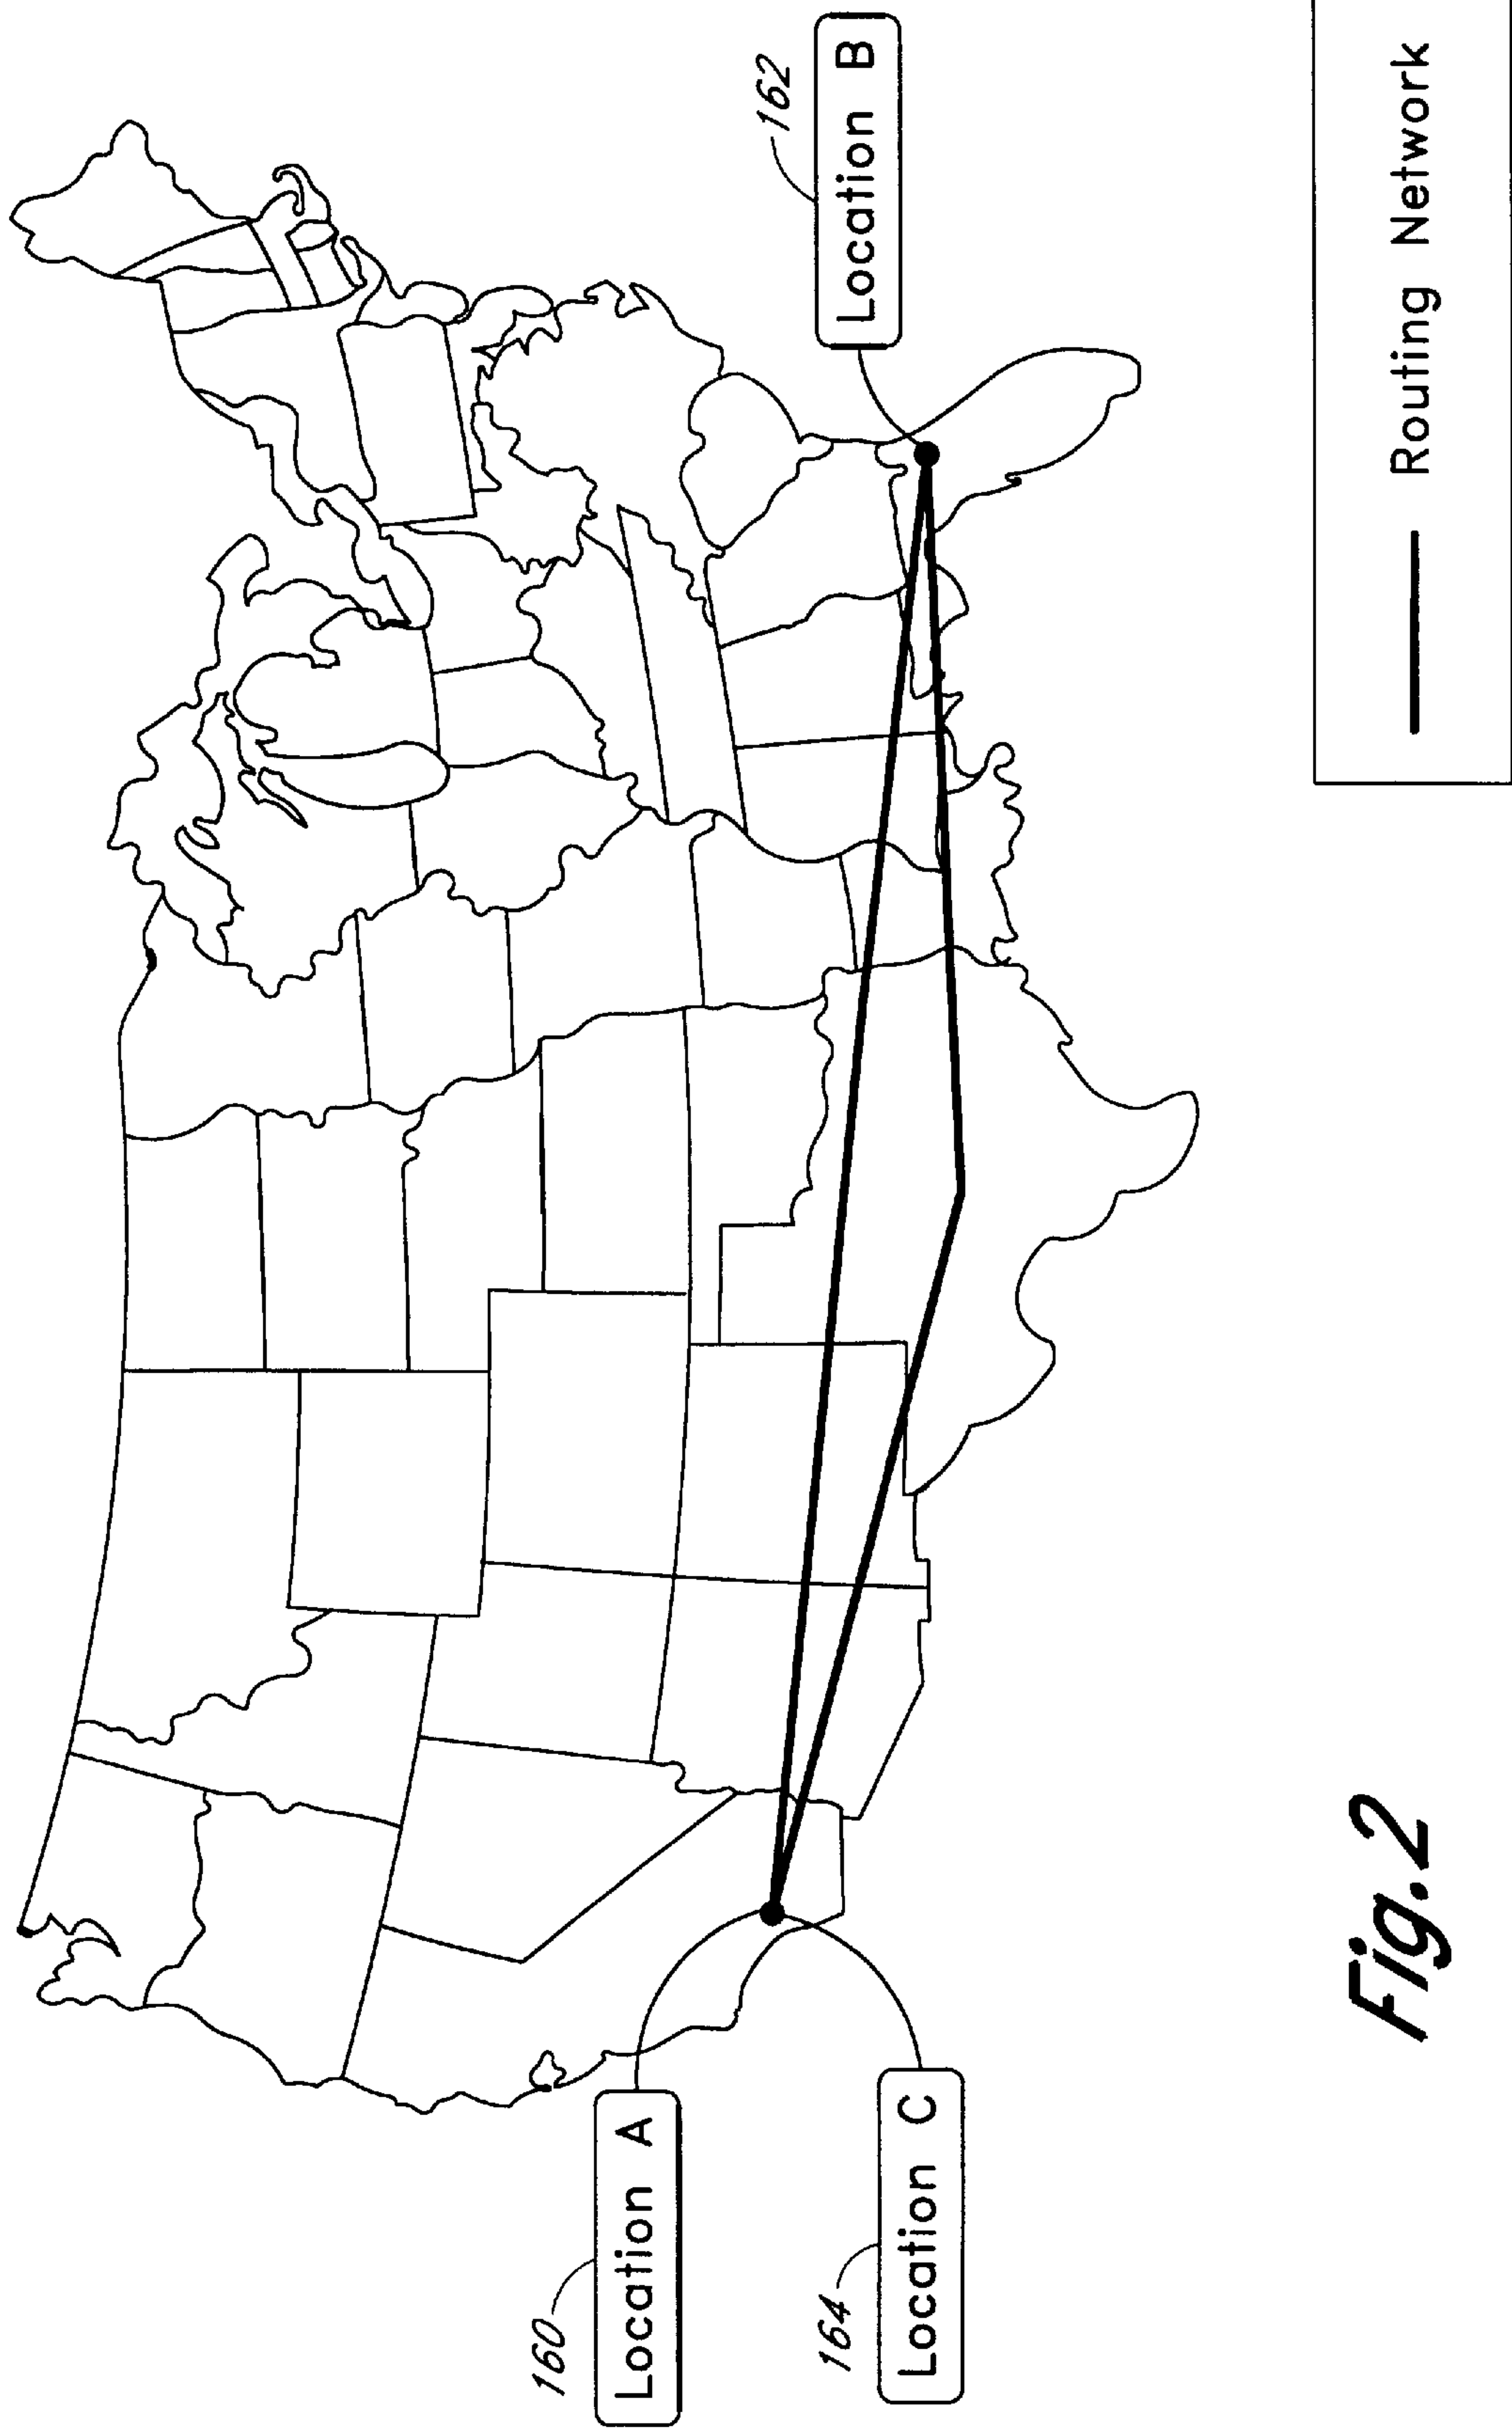 160
Location A
164
Location C
162
Location B
Routing Network
Fig.2